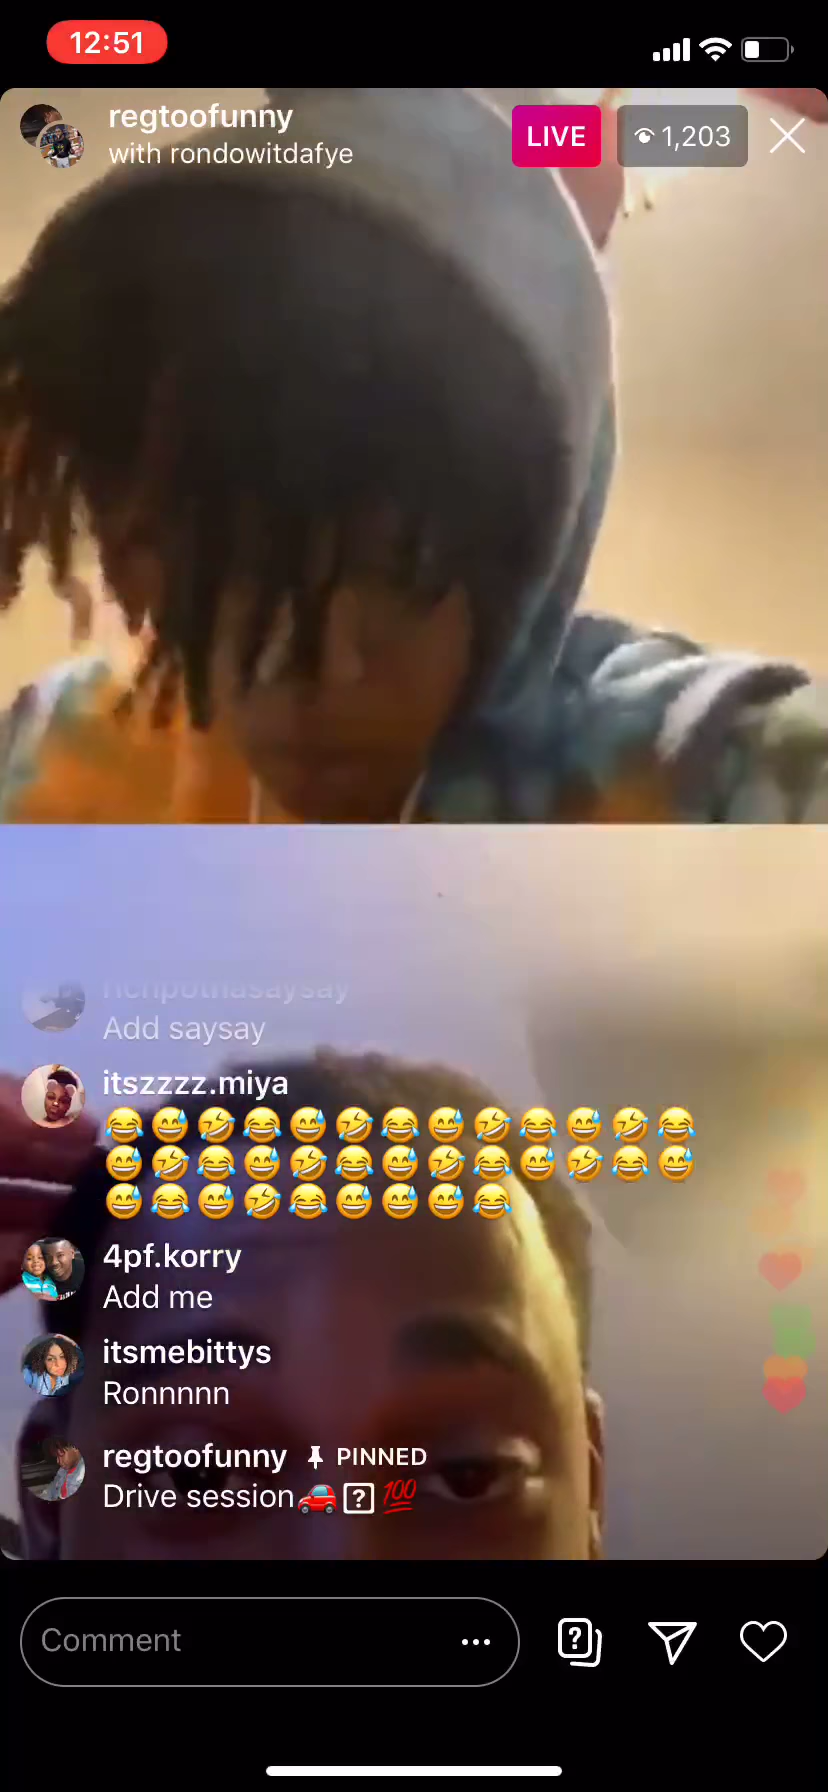 12:51
regtoofunny
with rondowitdafye
LIVE
1,203
Add saysay
itszzzz.miya
😂😅🤣😂😅🤣😂😅🤣😂😅🤣😂
😅🤣😂😅🤣😂😅🤣😂😅🤣😂😅
😅😂😅🤣😂😅😅😅😂
4pf.korry
Add me
itsmebittys
Ronnnnn
regtoofunny PINNED
Drive session🚗⍰💯
Comment